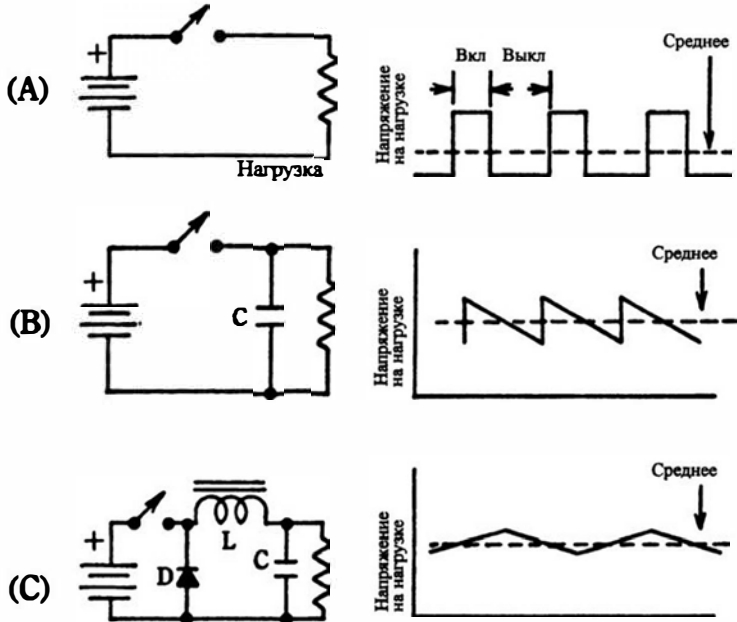 (A)
+
Нагрузка
Напряжение
на нагрузке
Вкл
Выкл
Среднее
(B)
+
C
Напряжение
на нагрузке
Среднее
(C)
+
D
L
C
Напряжение
на нагрузке
Среднее